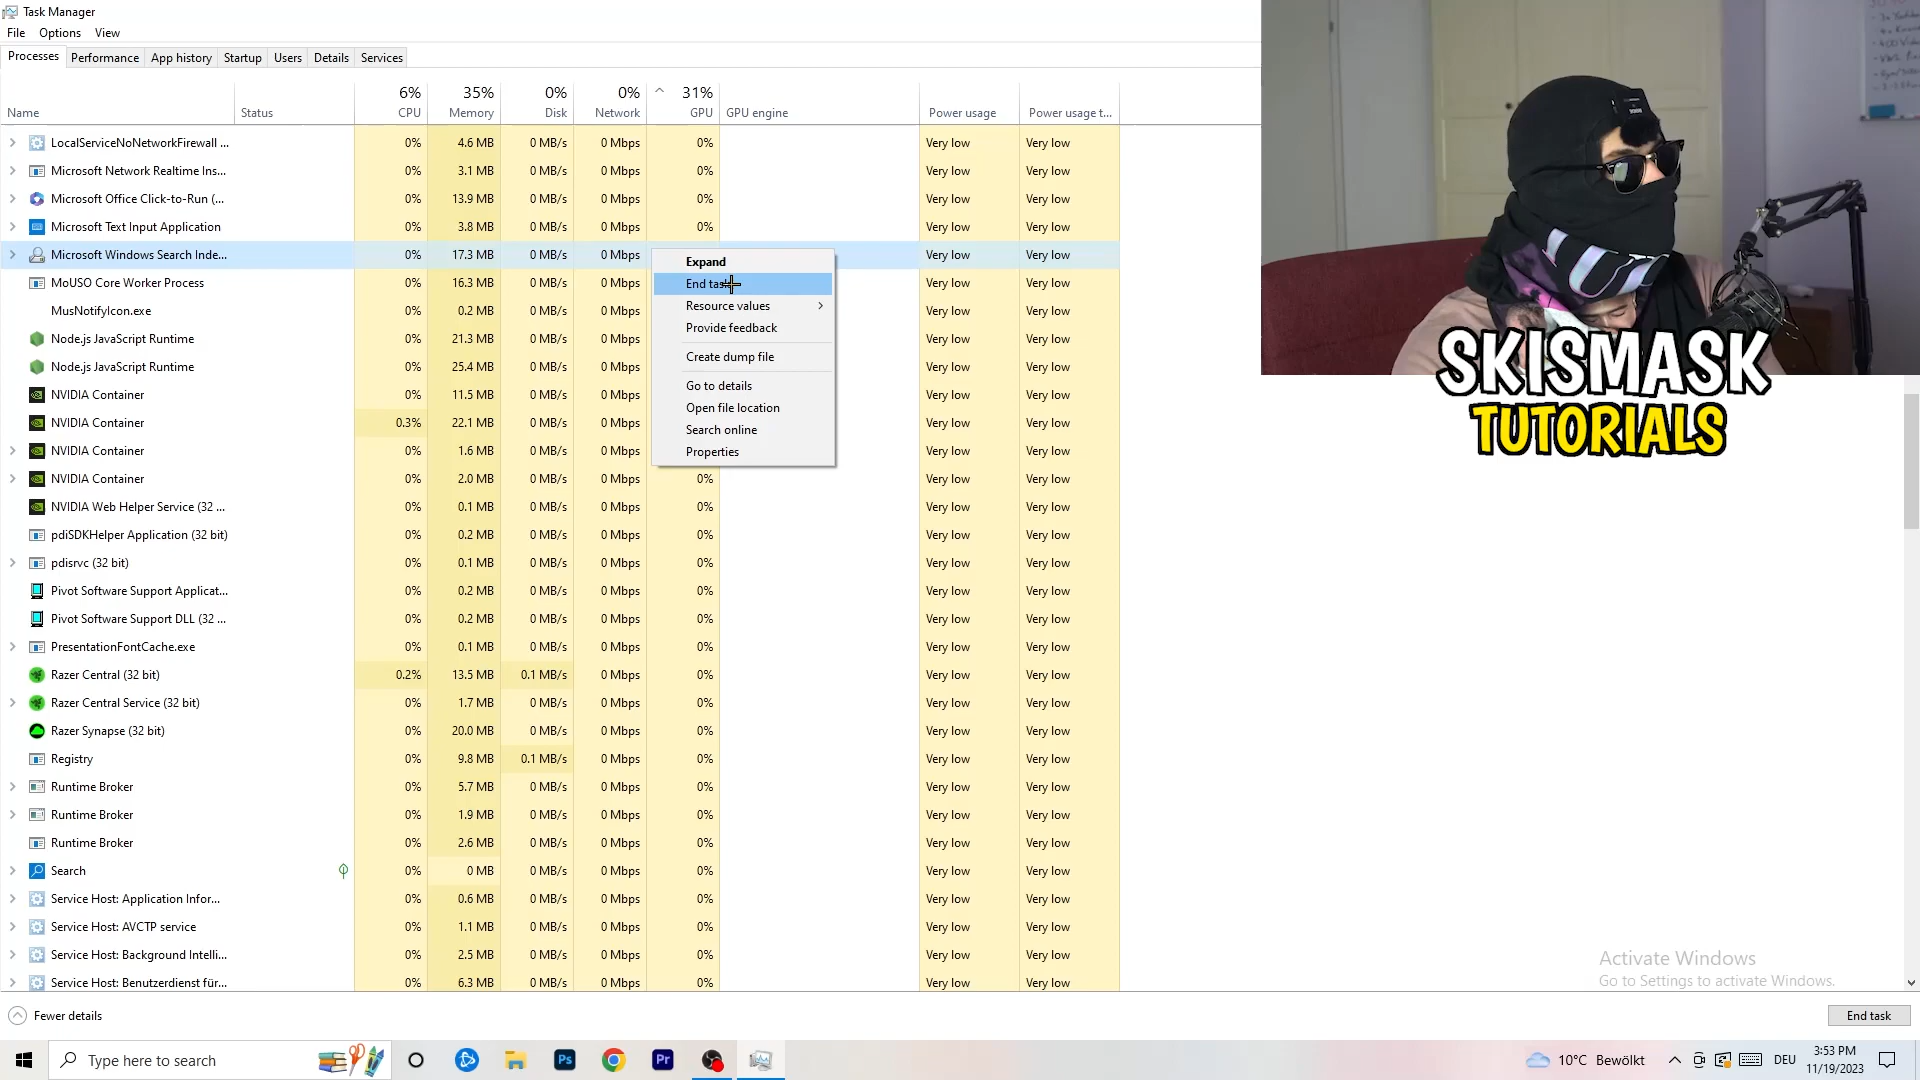 Task Manager
File Options View
Processes Performance App history Startup Users Details Services
6% 35% 0% 0% 31%
Name Status CPU Memory Disk Network GPU GPU engine Power usage Power usage t...
LocalServiceNoNetworkFirewall ... 0% 4.6 MB 0 MB/s 0 Mbps 0% Very low Very low
Microsoft Network Realtime Ins... 0% 3.1 MB 0 MB/s 0 Mbps 0% Very low Very low
Microsoft Office Click-to-Run (... 0% 13.9 MB 0 MB/s 0 Mbps 0% Very low Very low
Microsoft Text Input Application 0% 3.8 MB 0 MB/s 0 Mbps 0% Very low Very low
Microsoft Windows Search Inde... 0% 17.3 MB 0 MB/s 0 Mbps Very low Very low
MoUSO Core Worker Process 0% 16.3 MB 0 MB/s 0 Mbps Very low Very low
MusNotifyIcon.exe 0% 0.2 MB 0 MB/s 0 Mbps Very low Very low
Node.js JavaScript Runtime 0% 21.3 MB 0 MB/s 0 Mbps Very low Very low
Node.js JavaScript Runtime 0% 25.4 MB 0 MB/s 0 Mbps Very low Very low
NVIDIA Container 0% 11.5 MB 0 MB/s 0 Mbps Very low Very low
NVIDIA Container 0.3% 22.1 MB 0 MB/s 0 Mbps Very low Very low
NVIDIA Container 0% 1.6 MB 0 MB/s 0 Mbps Very low Very low
NVIDIA Container 0% 2.0 MB 0 MB/s 0 Mbps 0% Very low Very low
NVIDIA Web Helper Service (32 ... 0% 0.1 MB 0 MB/s 0 Mbps 0% Very low Very low
pdiSDKHelper Application (32 bit) 0% 0.2 MB 0 MB/s 0 Mbps 0% Very low Very low
pdisrvc (32 bit) 0% 0.1 MB 0 MB/s 0 Mbps 0% Very low Very low
Pivot Software Support Applicat... 0% 0.2 MB 0 MB/s 0 Mbps 0% Very low Very low
Pivot Software Support DLL (32 ... 0% 0.2 MB 0 MB/s 0 Mbps 0% Very low Very low
PresentationFontCache.exe 0% 0.1 MB 0 MB/s 0 Mbps 0% Very low Very low
Razer Central (32 bit) 0.2% 13.5 MB 0.1 MB/s 0 Mbps 0% Very low Very low
Razer Central Service (32 bit) 0% 1.7 MB 0 MB/s 0 Mbps 0% Very low Very low
Razer Synapse (32 bit) 0% 20.0 MB 0 MB/s 0 Mbps 0% Very low Very low
Registry 0% 9.8 MB 0.1 MB/s 0 Mbps 0% Very low Very low
Runtime Broker 0% 5.7 MB 0 MB/s 0 Mbps 0% Very low Very low
Runtime Broker 0% 1.9 MB 0 MB/s 0 Mbps 0% Very low Very low
Runtime Broker 0% 2.6 MB 0 MB/s 0 Mbps 0% Very low Very low
Search 0% 0 MB 0 MB/s 0 Mbps 0% Very low Very low
Service Host: Application Infor... 0% 0.6 MB 0 MB/s 0 Mbps 0% Very low Very low
Service Host: AVCTP service 0% 1.1 MB 0 MB/s 0 Mbps 0% Very low Very low
Service Host: Background Intelli... 0% 2.5 MB 0 MB/s 0 Mbps 0% Very low Very low
Service Host: Benutzerdienst für... 0% 6.3 MB 0 MB/s 0 Mbps 0% Very low Very low
Expand
End task
Resource values
Provide feedback
Create dump file
Go to details
Open file location
Search online
Properties
SKISMASK
TUTORIALS
Activate Windows
Go to Settings to activate Windows.
Fewer details End task
Type here to search
Ps
Pr
10°C Bewölkt
DEU
3:53 PM
11/19/2023